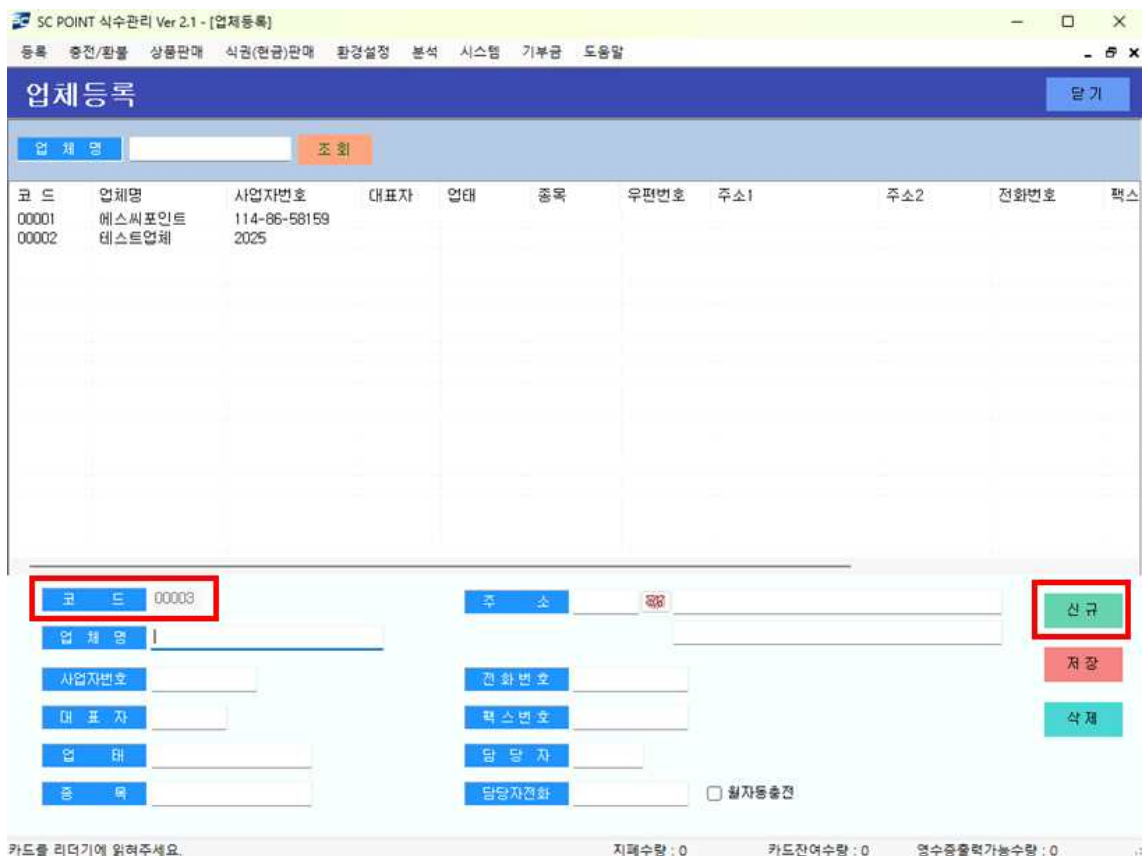 SC POINT 식수관리 Ver 2.1 - [업체등록]
등록 충전/환불 상품판매 식권(현금)판매 환경설정 분석 시스템 기부금 도움말
업체등록 닫기
업체명 조회
코드 업체명 사업자번호 대표자 업태 종목 우편번호 주소1 주소2 전화번호 팩스
00001 에스씨포인트 114-86-58159
00002 테스트업체 2025
코드 00003 주소 신규
업체명
사업자번호 전화번호 저장
대표자 팩스번호 삭제
업태 담당자
종목 담당자전화 월자동충전
카드를 리더기에 읽혀주세요. 지폐수량 : 0 카드잔여수량 : 0 영수증출력가능수량 : 0